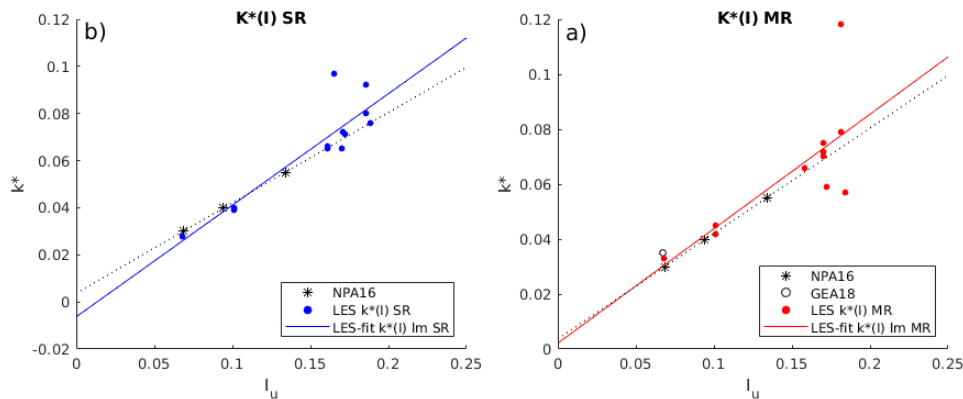 K*(I) SR
b)
0.12
0.1
0.08
0.06
0.04
0.02
0
-0.02
k*
0 0.05 0.1 0.15 0.2 0.25
I_u
NPA16
LES k*(I) SR
LES-fit k*(I) Im SR
K*(I) MR
a)
0.12
0.1
0.08
0.06
0.04
0.02
0
k*
0 0.05 0.1 0.15 0.2 0.25
I_u
NPA16
GEA18
LES k*(I) MR
LES-fit k*(I) Im MR